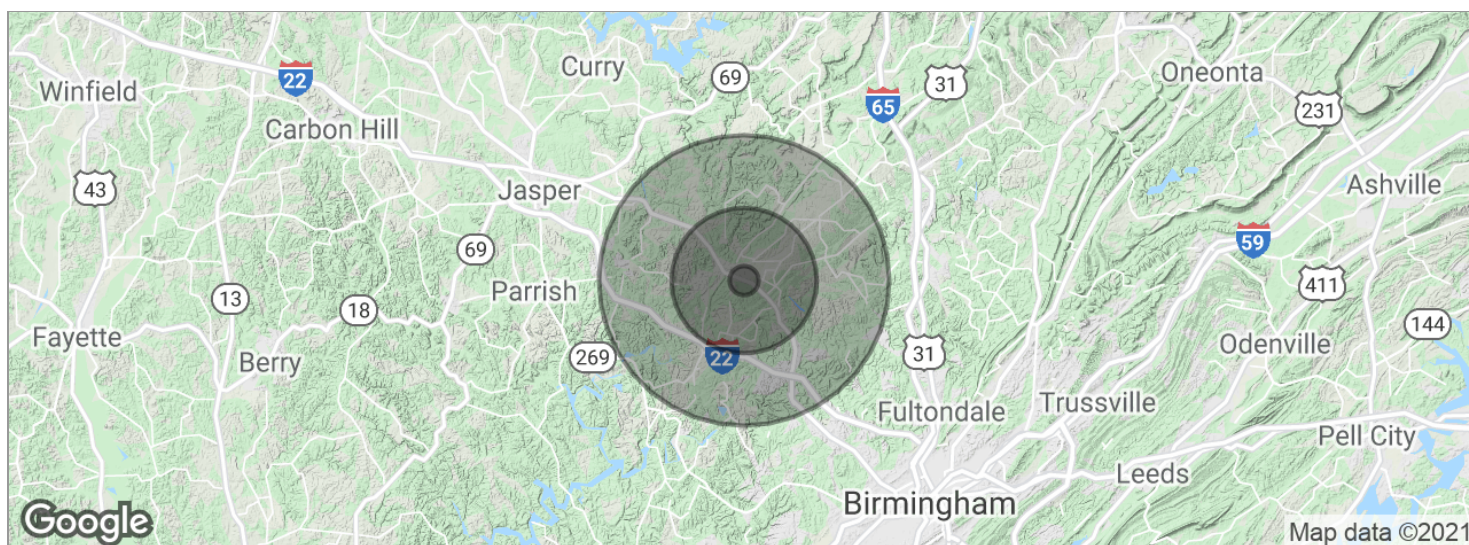 Curry
69
31
Oneonta
22
65
Winfield
231
Carbon Hill
43
Jasper
Ashville
69
59
13
Parrish
411
18
Fayette
269
22
31
144
Berry
Odenville
Fultondale
Trussville
Pell City
Leeds
Birmingham
Google
Map data ©2021